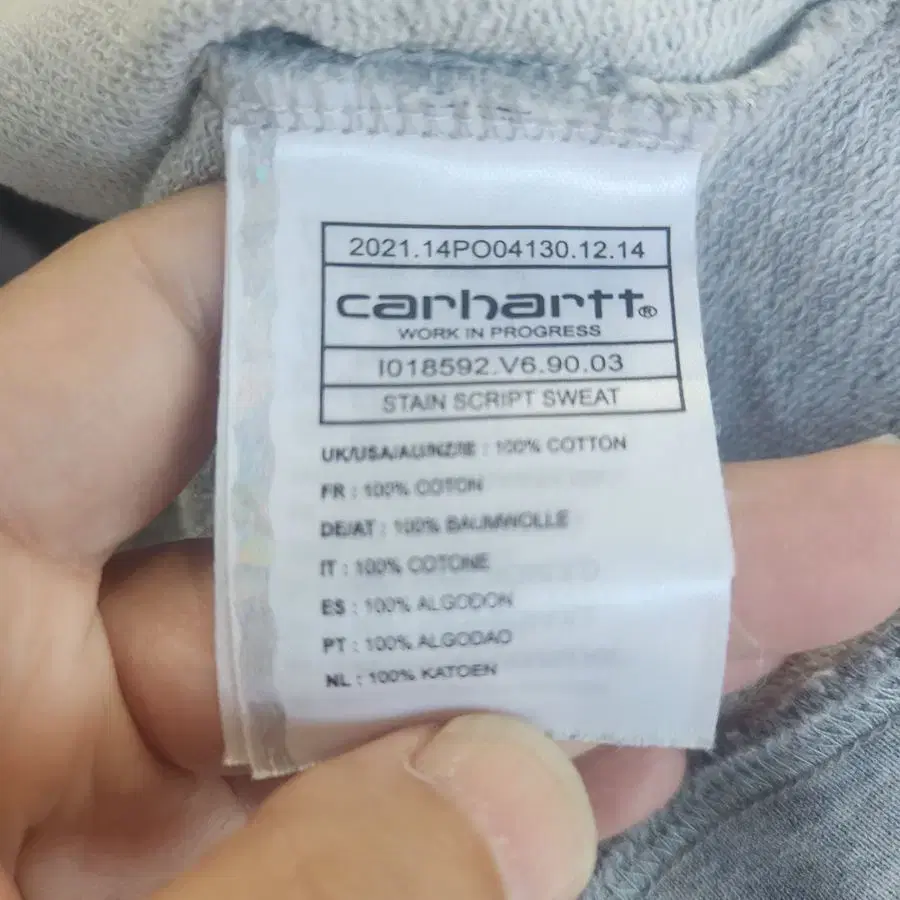 2021.14PO04130.12.14
carhartt®
WORK IN PROGRESS
I018592.V6.90.03
STAIN SCRIPT SWEAT
UK/USA/AU/NZ/IE : 100% COTTON
FR : 100% COTON
DE/AT : 100% BAUMWOLLE
IT : 100% COTONE
ES : 100% ALGODON
PT : 100% ALGODAO
NL : 100% KATOEN